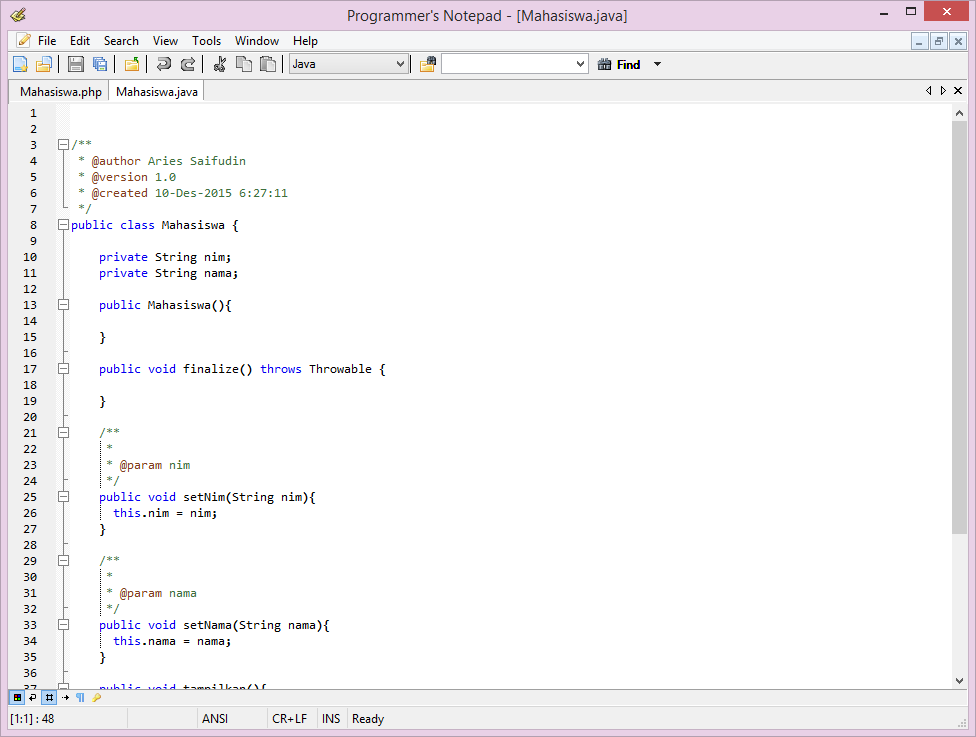 Programmer's Notepad - [Mahasiswa.java]
File Edit Search View Tools Window Help
Java Find
Mahasiswa.php Mahasiswa.java
1
2
3 /**
4 * @author Aries Saifudin
5 * @version 1.0
6 * @created 10-Des-2015 6:27:11
7 */
8 public class Mahasiswa {
9
10 private String nim;
11 private String nama;
12
13 public Mahasiswa(){
14
15 }
16
17 public void finalize() throws Throwable {
18
19 }
20
21 /**
22 *
23 * @param nim
24 */
25 public void setNim(String nim){
26 this.nim = nim;
27 }
28
29 /**
30 *
31 * @param nama
32 */
33 public void setNama(String nama){
34 this.nama = nama;
35 }
36
37 public void tampilkan(){
[1:1] : 48 ANSI CR+LF INS Ready